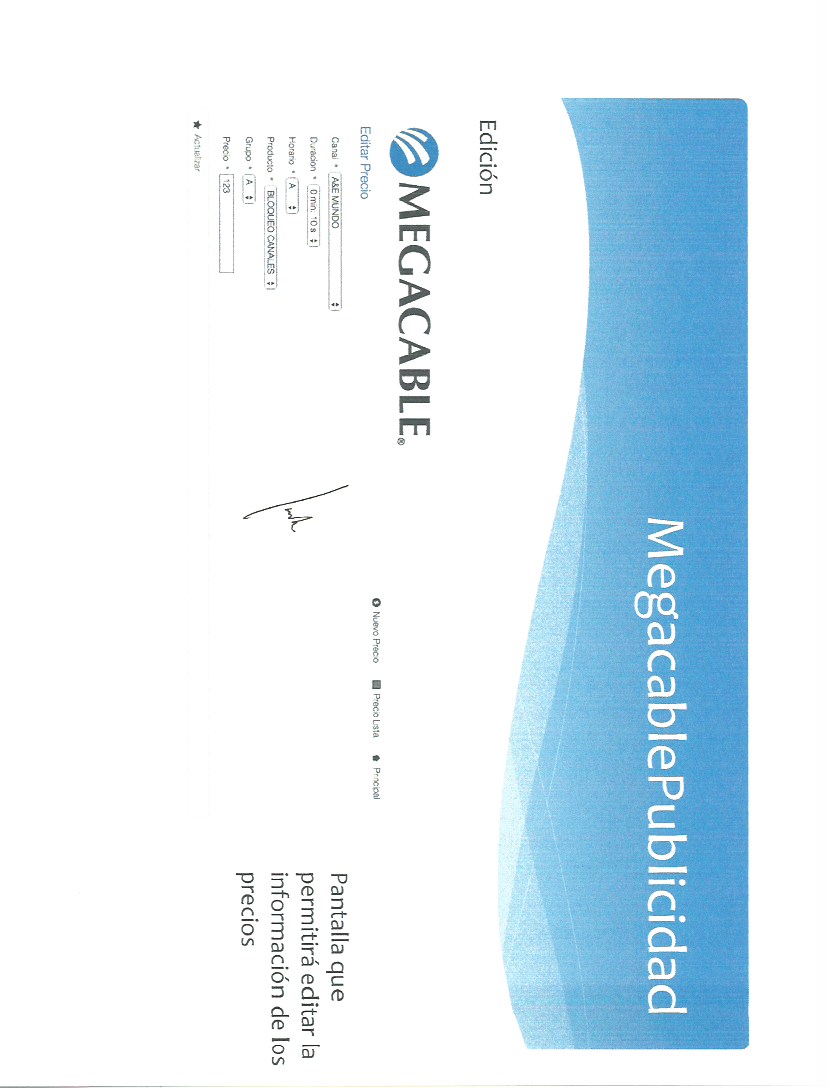 MegacablePublicidad
Edición
MEGACABLE®
Editar Precio
Nuevo Precio Precio Lista Principal
Canal * A&E MUNDO
Duracion * 0 min. 10 s
Horario * A
Producto * BLOQUEO CANALES
Grupo * A
Precio * 123
Actualizar
Pantalla que
permitirá editar la
información de los
precios